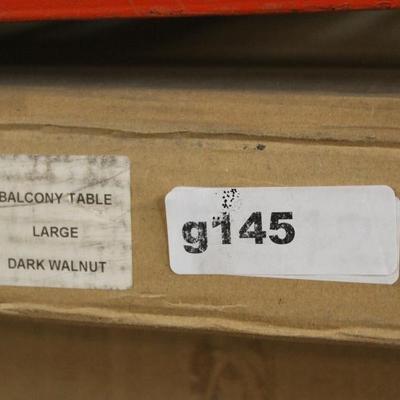 BALCONY TABLE
LARGE
DARK WALNUT
g145